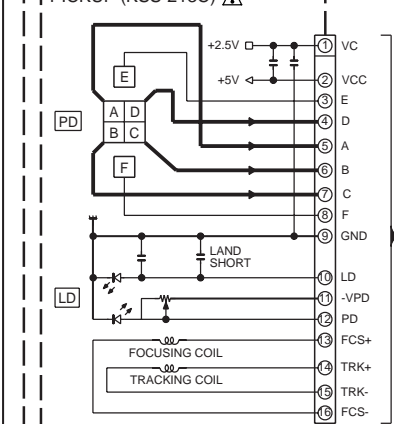 PICKUP (KSS-213C)
+2.5V
1 VC
+5V
2 VCC
E
3 E
A D
4 D
PD
B C
5 A
6 B
F
7 C
8 F
9 GND
LAND
SHORT
10 LD
LD
11 -VPD
12 PD
13 FCS+
FOCUSING COIL
14 TRK+
TRACKING COIL
15 TRK-
16 FCS-